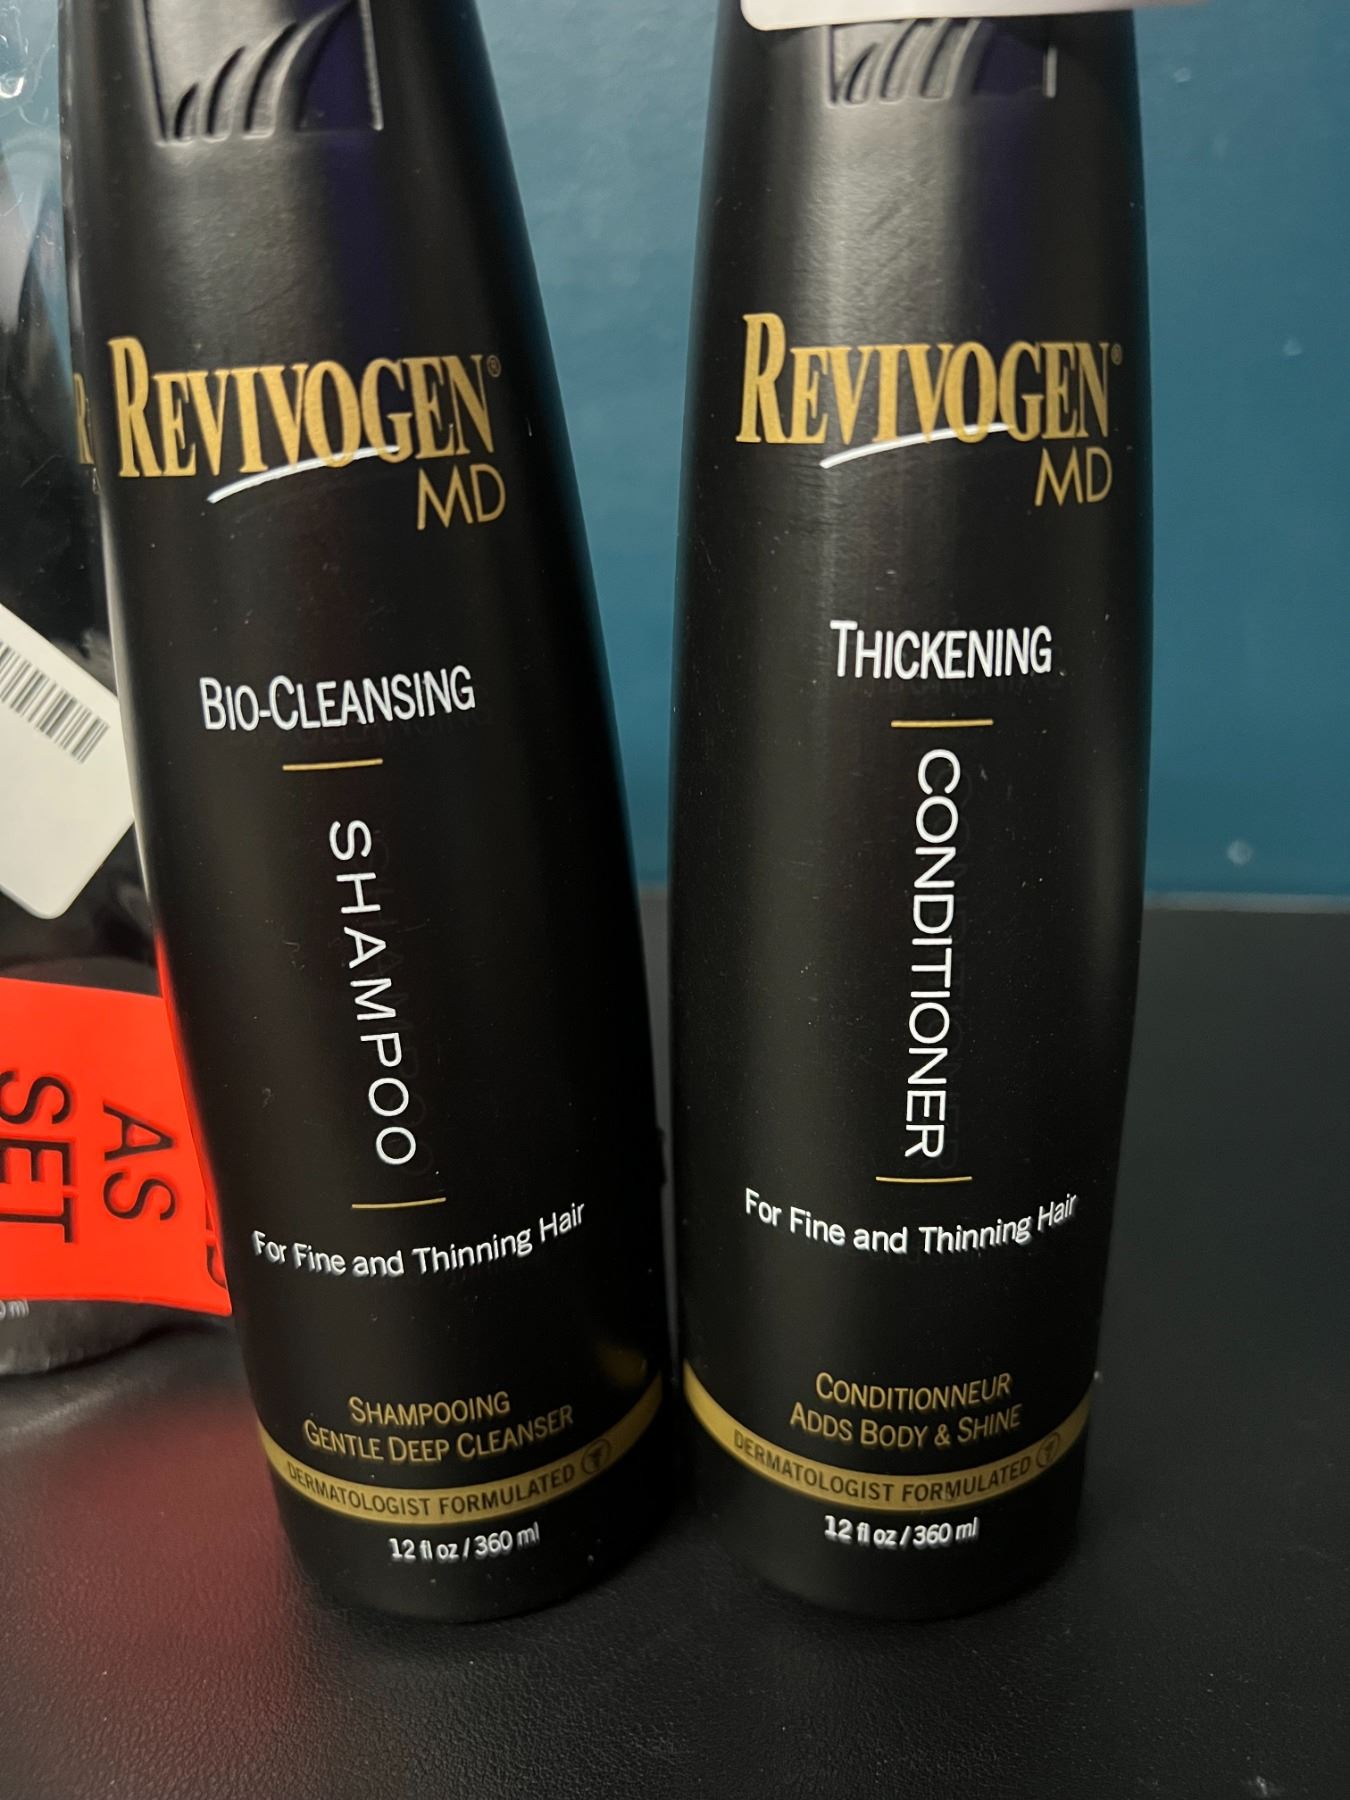 REVIVOGEN®
MD
BIO-CLEANSING
SHAMPOO
For Fine and Thinning Hair
SHAMPOOING
GENTLE DEEP CLEANSER
DERMATOLOGIST FORMULATED
12 fl oz / 360 ml
REVIVOGEN®
MD
THICKENING
CONDITIONER
For Fine and Thinning Hair
CONDITIONNEUR
ADDS BODY & SHINE
DERMATOLOGIST FORMULATED
12 fl oz / 360 ml
AS
SET
ml